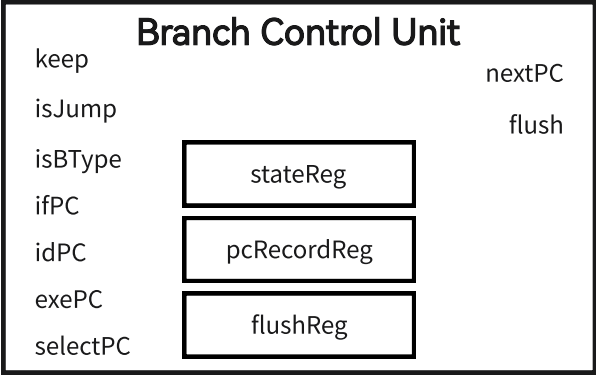 Branch Control Unit
keep
isJump
isBType
ifPC
idPC
exePC
selectPC
stateReg
pcRecordReg
flushReg
nextPC
flush